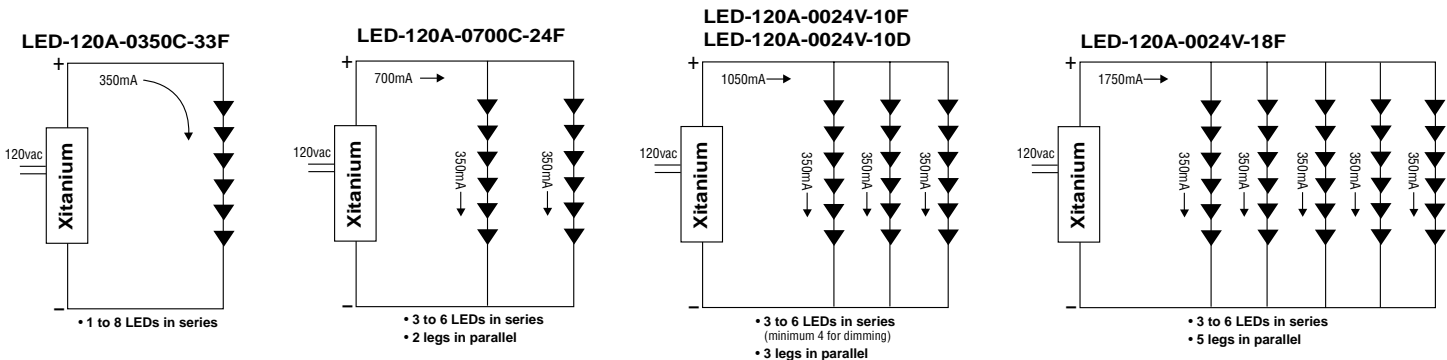 LED-120A-0350C-33F
+
350mA
120vac
Xitanium
–
• 1 to 8 LEDs in series
LED-120A-0700C-24F
+
700mA
120vac
Xitanium
350mA
350mA
–
• 3 to 6 LEDs in series
• 2 legs in parallel
LED-120A-0024V-10F
LED-120A-0024V-10D
+
1050mA
120vac
Xitanium
350mA
350mA
350mA
–
• 3 to 6 LEDs in series
(minimum 4 for dimming)
• 3 legs in parallel
LED-120A-0024V-18F
+
1750mA
120vac
Xitanium
350mA
350mA
350mA
350mA
350mA
–
• 3 to 6 LEDs in series
• 5 legs in parallel